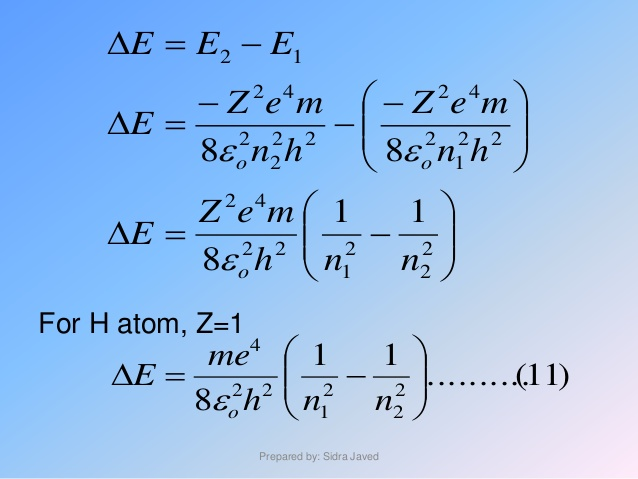 ΔE = E₂ − E₁
ΔE = −Z²e⁴m / 8ε₀²n₂²h² − (−Z²e⁴m / 8ε₀²n₁²h²)
ΔE = Z²e⁴m / 8ε₀²h² (1/n₁² − 1/n₂²)
For H atom, Z=1
ΔE = me⁴ / 8ε₀²h² (1/n₁² − 1/n₂²)..........(11)
Prepared by: Sidra Javed